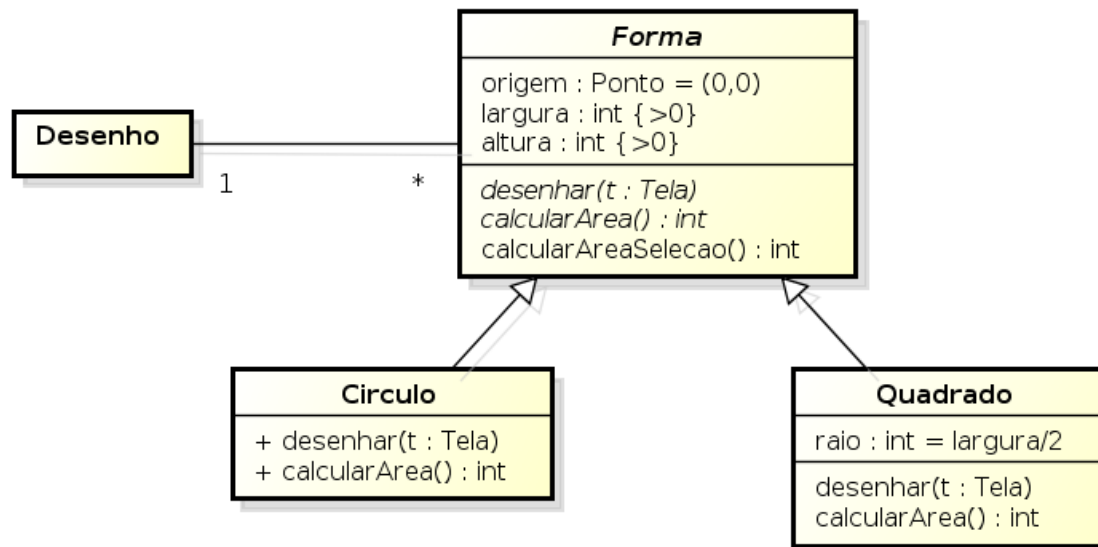 Forma
origem : Ponto = (0,0)
largura : int {>0}
altura : int {>0}
desenhar(t : Tela)
calcularArea() : int
calcularAreaSelecao() : int
Desenho
1
*
Circulo
+ desenhar(t : Tela)
+ calcularArea() : int
Quadrado
raio : int = largura/2
desenhar(t : Tela)
calcularArea() : int